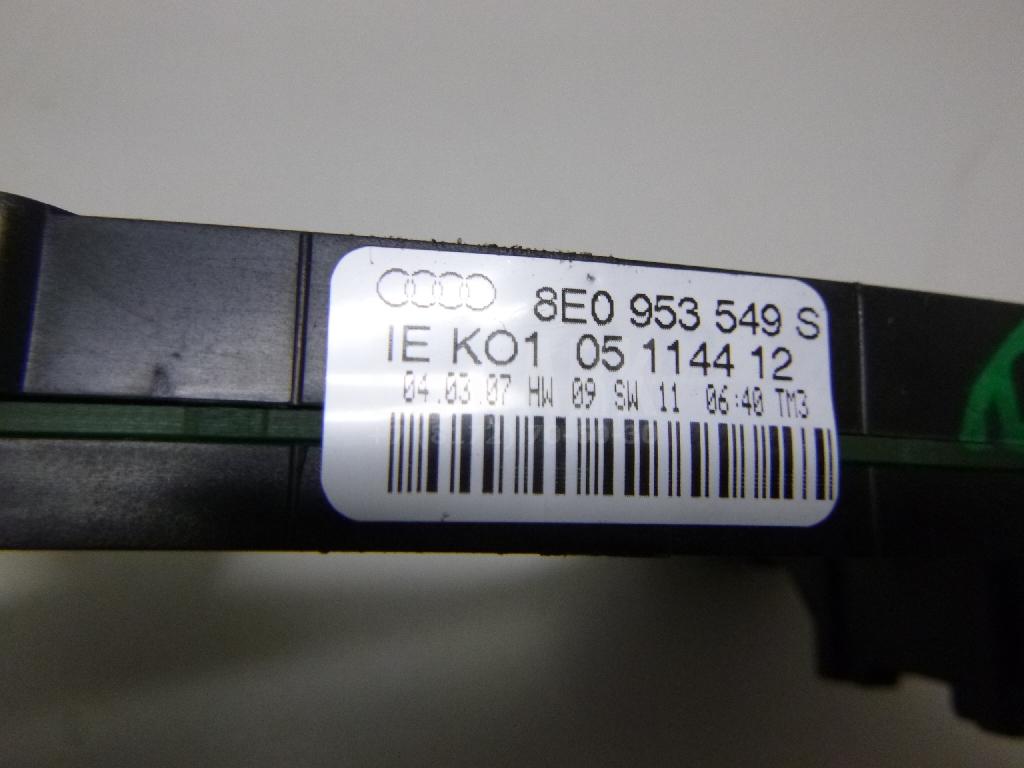 8E0 953 549 S
IE KO1 05 1144 12
04.03.07 HW 09 SW 11 06:40 TM3